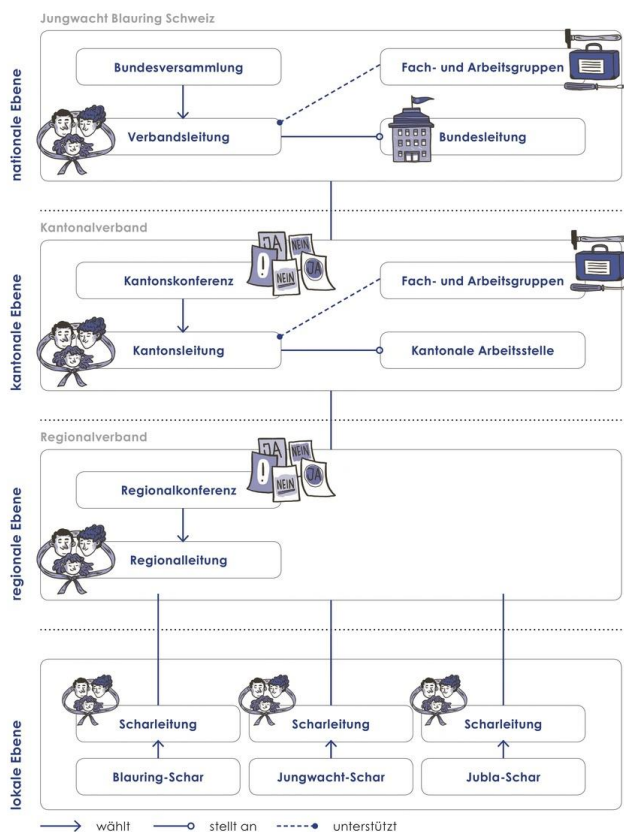 Jungwacht Blauring Schweiz
nationale Ebene
Bundesversammlung
Fach- und Arbeitsgruppen
Verbandsleitung
Bundesleitung
Kantonalverband
kantonale Ebene
JA
NEIN
!
NEIN
JA
Kantonskonferenz
Fach- und Arbeitsgruppen
Kantonsleitung
Kantonale Arbeitsstelle
Regionalverband
regionale Ebene
JA
NEIN
!
NEIN
JA
Regionalkonferenz
Regionalleitung
lokale Ebene
Scharleitung
Scharleitung
Scharleitung
Blauring-Schar
Jungwacht-Schar
Jubla-Schar
wählt
stellt an
unterstützt